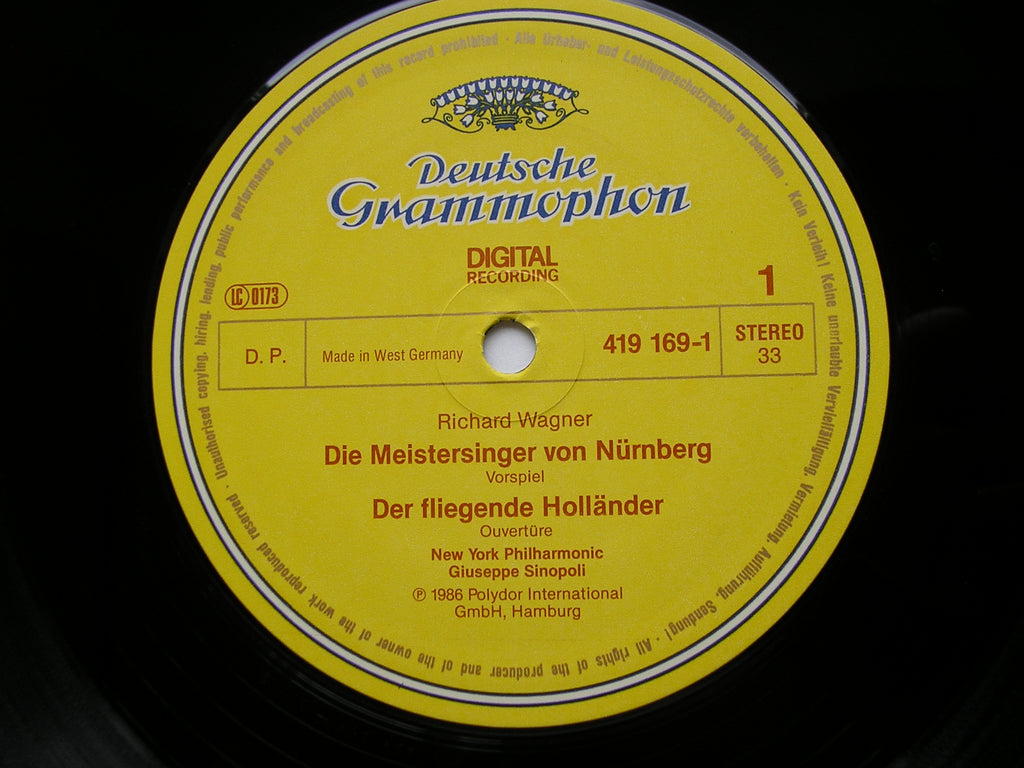 Deutsche
Grammophon
DIGITAL
RECORDING
LC 0173
1
D. P.
Made in West Germany
419 169-1
STEREO
33
Richard Wagner
Die Meistersinger von Nürnberg
Vorspiel
Der fliegende Holländer
Ouvertüre
New York Philharmonic
Giuseppe Sinopoli
℗ 1986 Polydor International
GmbH, Hamburg
Alle Urheber- und Leistungsschutzrechte vorbehalten · Kein Verleih! Keine unerlaubte Vervielfältigung, Vermietung, Aufführung, Sendung! · All rights of the producer and of the owner of the work reproduced reserved · Unauthorised copying, hiring, lending, public performance and broadcasting of this record prohibited ·